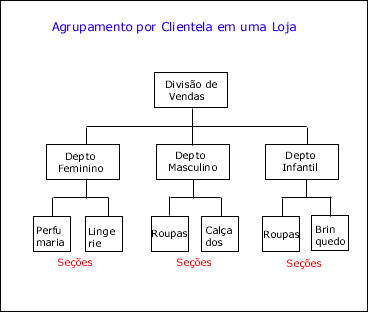 Agrupamento por Clientela em uma Loja
Divisão de
Vendas
Depto
Feminino
Depto
Masculino
Depto
Infantil
Perfu
maria
Linge
rie
Roupas
Calça
dos
Roupas
Brin
quedo
Seções
Seções
Seções